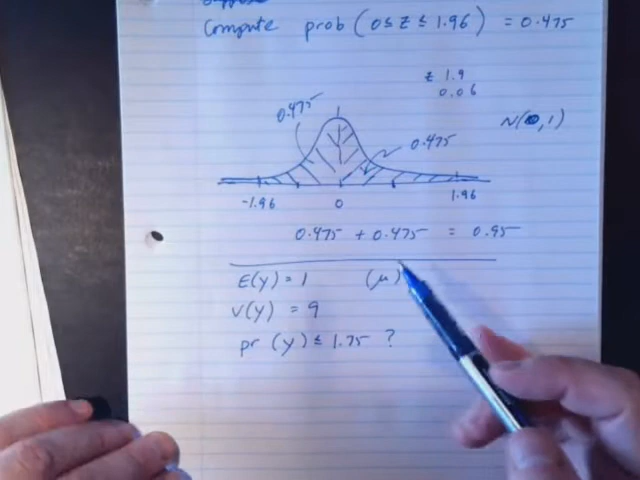 Compute prob (0 ≤ z ≤ 1.96) = 0.475
z 1.9
0.06
0.475
N(0,1)
0.475
-1.96 0 1.96
0.475 + 0.475 = 0.95
E(y) = 1 (μ)
V(y) = 9
pr (y) ≤ 1.75 ?